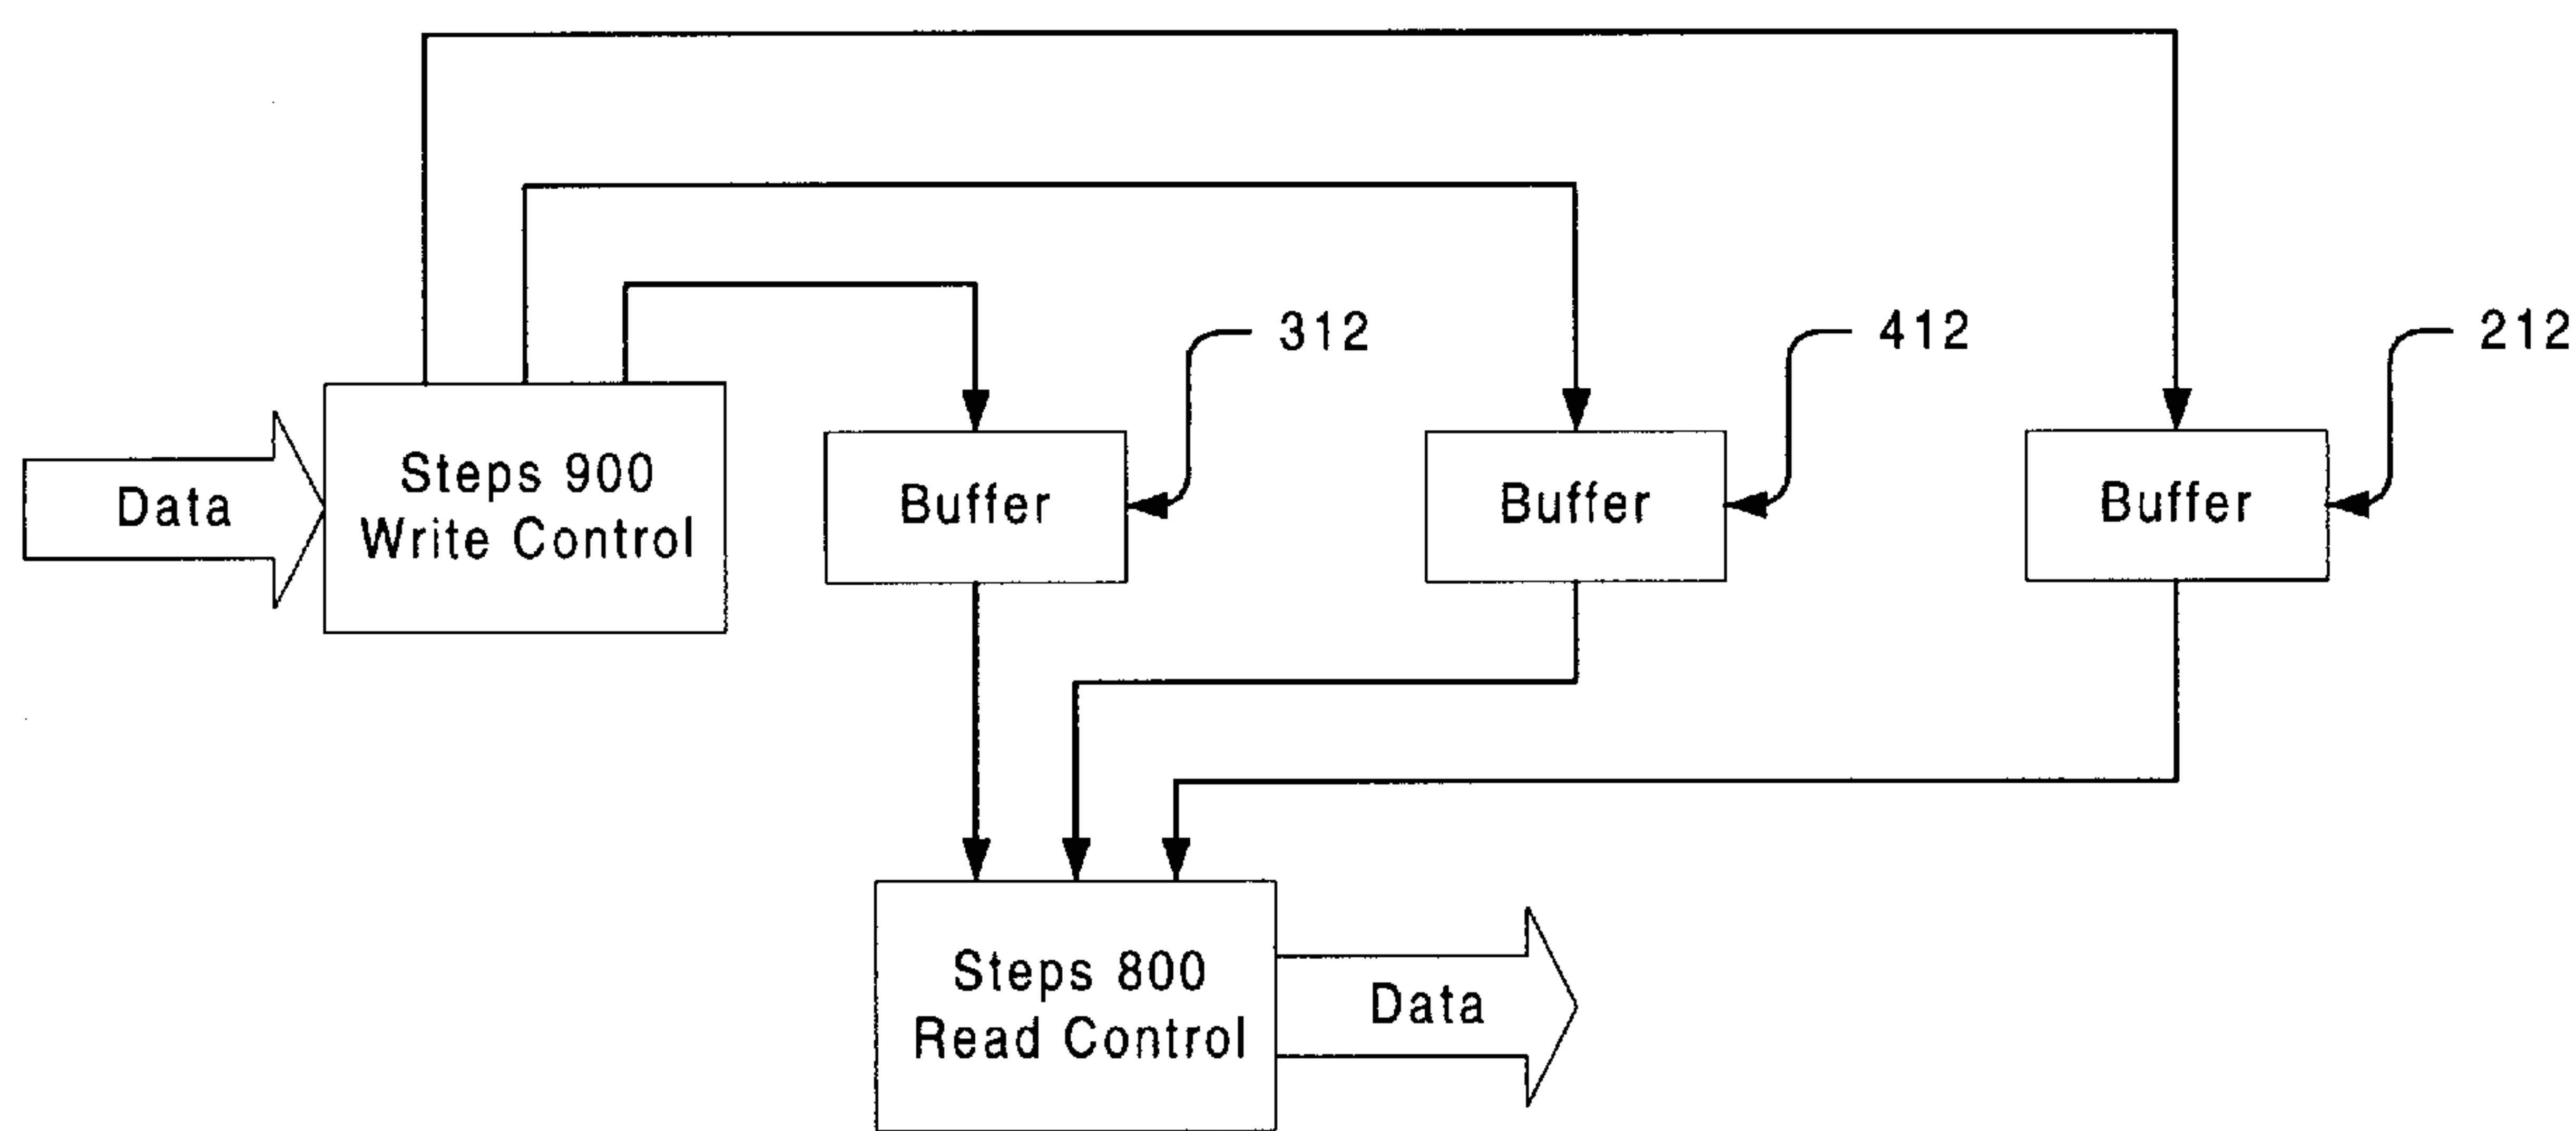 312
412
212
Data
Steps 900
Write Control
Buffer
Buffer
Buffer
Steps 800
Read Control
Data